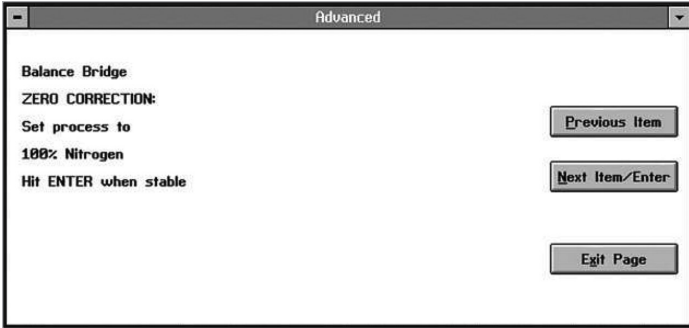 Advanced
Balance Bridge
ZERO CORRECTION:
Set process to
100% Nitrogen
Hit ENTER when stable
Previous Item
Next Item/Enter
Exit Page